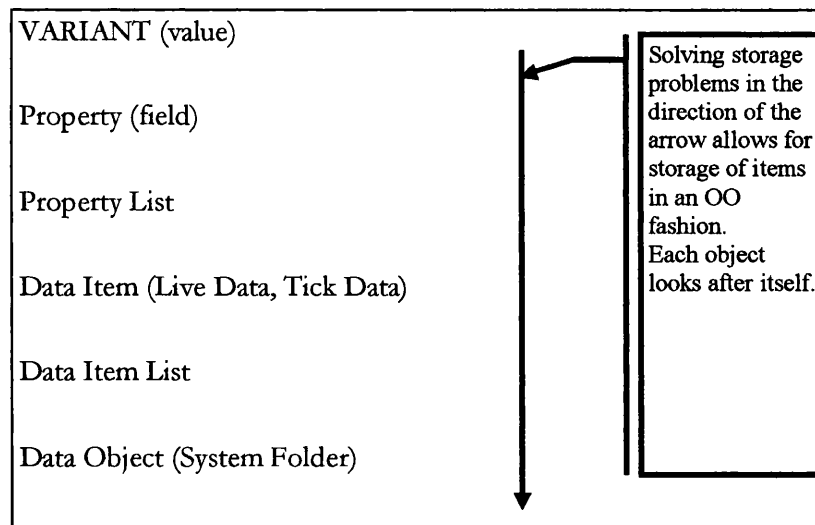 VARIANT (value)
Property (field)
Property List
Data Item (Live Data, Tick Data)
Data Item List
Data Object (System Folder)
Solving storage
problems in the
direction of the
arrow allows for
storage of items
in an OO
fashion.
Each object
looks after itself.